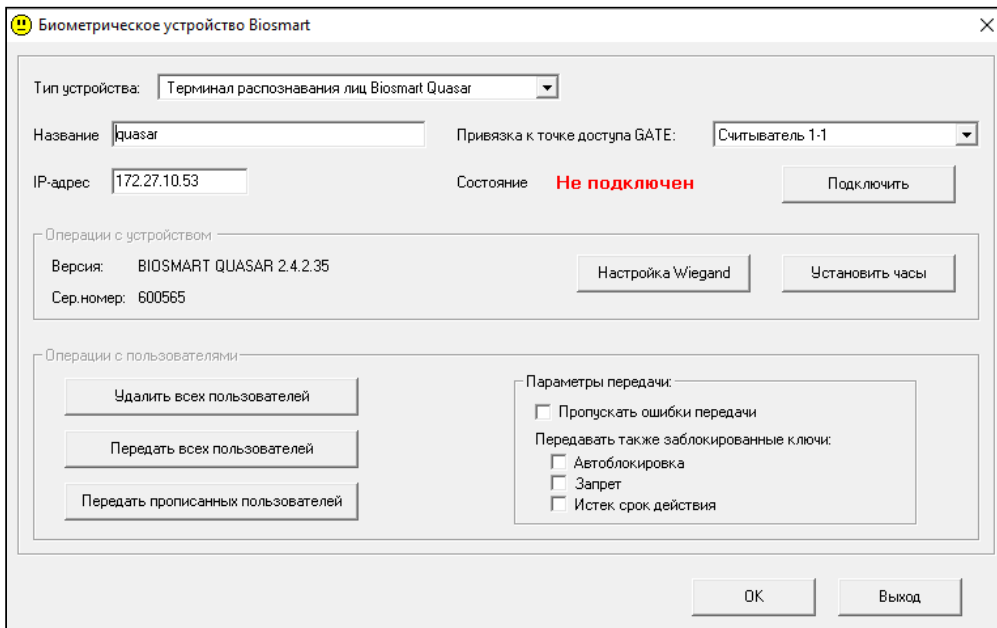 Биометрическое устройство Biosmart
Тип устройства: Терминал распознавания лиц Biosmart Quasar
Название quasar Привязка к точке доступа GATE: Считыватель 1-1
IP-адрес 172.27.10.53 Состояние Не подключен Подключить
Операции с устройством
Версия: BIOSMART QUASAR 2.4.2.35 Настройка Wiegand Установить часы
Сер.номер: 600565
Операции с пользователями
Удалить всех пользователей
Передать всех пользователей
Передать прописанных пользователей
Параметры передачи:
Пропускать ошибки передачи
Передавать также заблокированные ключи:
Автоблокировка
Запрет
Истек срок действия
OK Выход